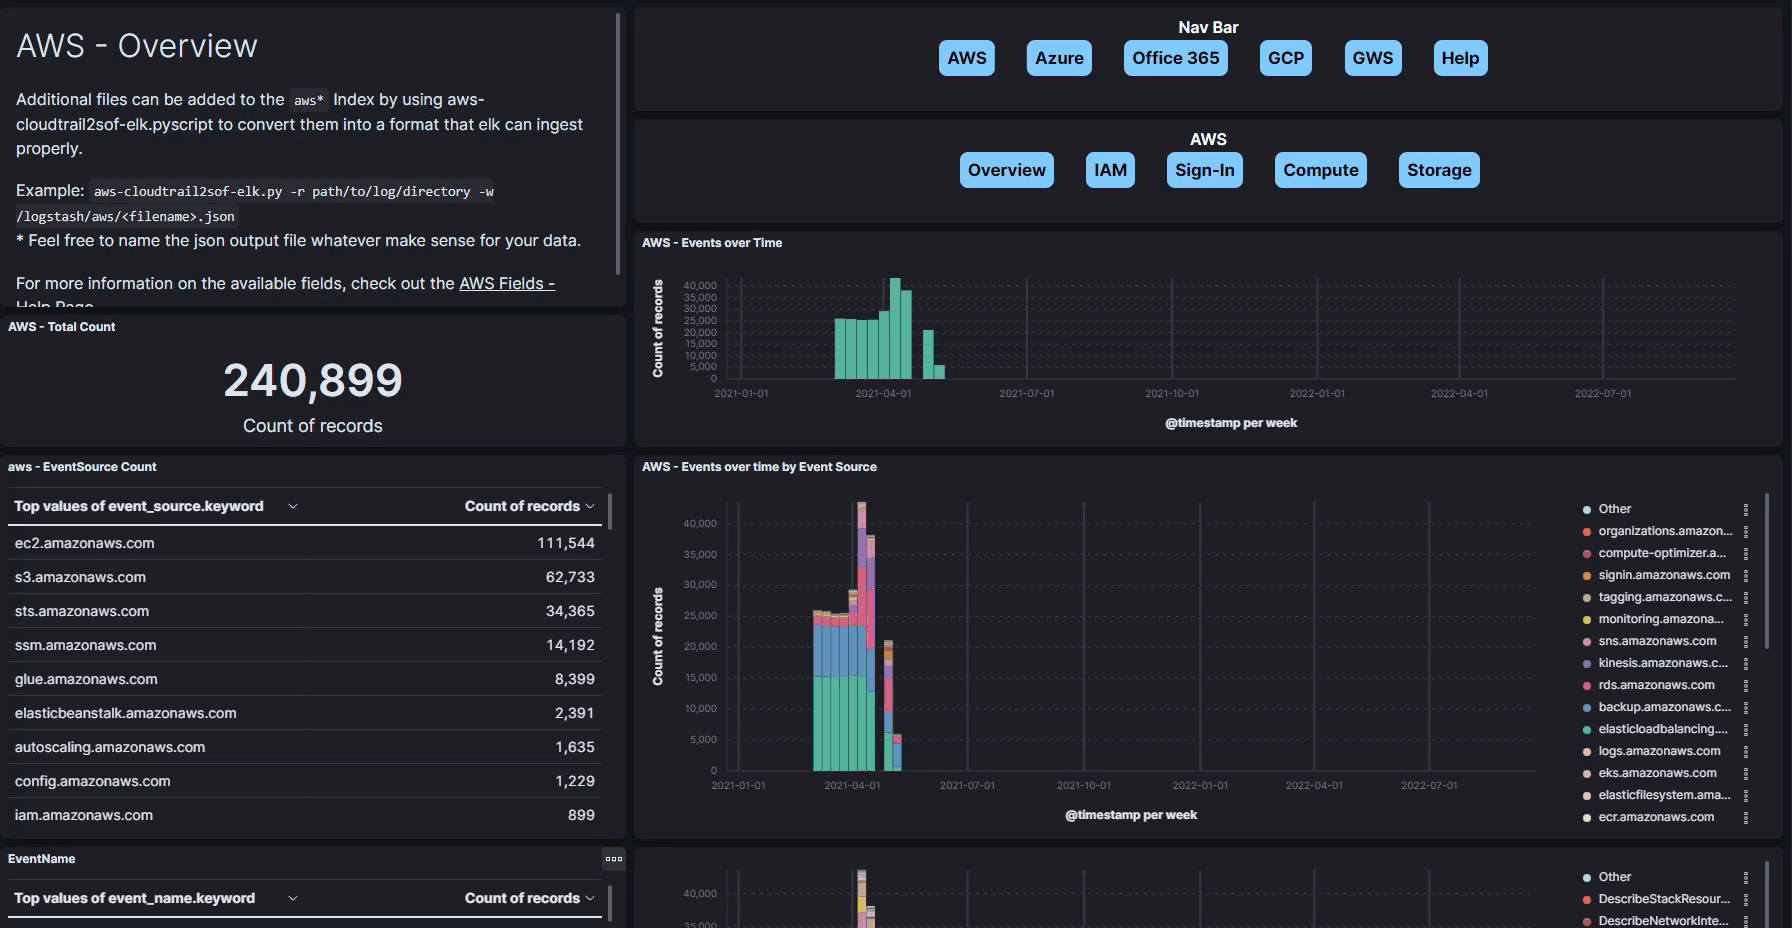 AWS - Overview
Additional files can be added to the aws* Index by using aws-
cloudtrail2sof-elk.pyscript to convert them into a format that elk can ingest
properly.
Example: aws-cloudtrail2sof-elk.py -r path/to/log/directory -w
/logstash/aws/<filename>.json
* Feel free to name the json output file whatever make sense for your data.
For more information on the available fields, check out the AWS Fields -
Help Page
Nav Bar
AWS Azure Office 365 GCP GWS Help
AWS
Overview IAM Sign-In Compute Storage
AWS - Total Count
240,899
Count of records
AWS - Events over Time
Count of records
40,000
35,000
30,000
25,000
20,000
15,000
10,000
5,000
0
2021-01-01 2021-04-01 2021-07-01 2021-10-01 2022-01-01 2022-04-01 2022-07-01
@timestamp per week
aws - EventSource Count
Top values of event_source.keyword Count of records
ec2.amazonaws.com 111,544
s3.amazonaws.com 62,733
sts.amazonaws.com 34,365
ssm.amazonaws.com 14,192
glue.amazonaws.com 8,399
elasticbeanstalk.amazonaws.com 2,391
autoscaling.amazonaws.com 1,635
config.amazonaws.com 1,229
iam.amazonaws.com 899
AWS - Events over time by Event Source
Count of records
40,000
35,000
30,000
25,000
20,000
15,000
10,000
5,000
0
2021-01-01 2021-04-01 2021-07-01 2021-10-01 2022-01-01 2022-04-01 2022-07-01
@timestamp per week
Other
organizations.amazon...
compute-optimizer.a...
signin.amazonaws.com
tagging.amazonaws.c...
monitoring.amazona...
sns.amazonaws.com
kinesis.amazonaws.c...
rds.amazonaws.com
backup.amazonaws.c...
elasticloadbalancing....
logs.amazonaws.com
eks.amazonaws.com
elasticfilesystem.ama...
ecr.amazonaws.com
EventName
Top values of event_name.keyword Count of records
40,000
35,000
Other
DescribeStackResour...
DescribeNetworkInte...